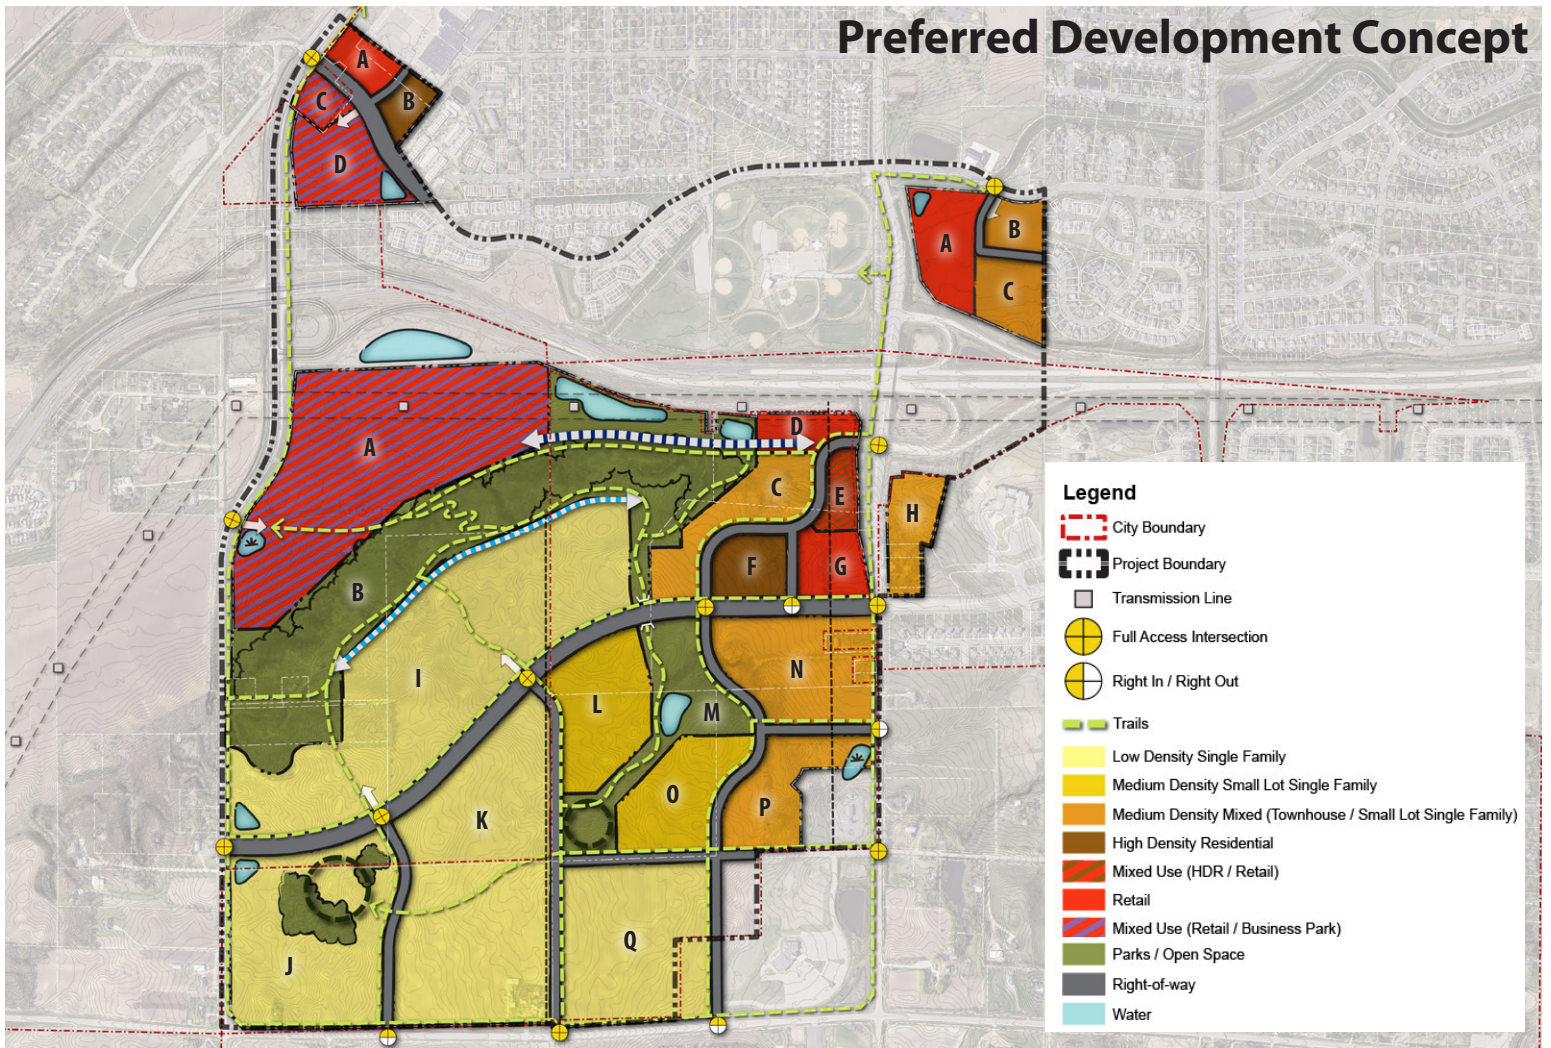 Preferred Development Concept
A
B
C
D
A
B
C
A
D
C
E
H
F
G
B
I
N
L
M
O
P
K
Q
J
Legend
City Boundary
Project Boundary
Transmission Line
Full Access Intersection
Right In / Right Out
Trails
Low Density Single Family
Medium Density Small Lot Single Family
Medium Density Mixed (Townhouse / Small Lot Single Family)
High Density Residential
Mixed Use (HDR / Retail)
Retail
Mixed Use (Retail / Business Park)
Parks / Open Space
Right-of-way
Water